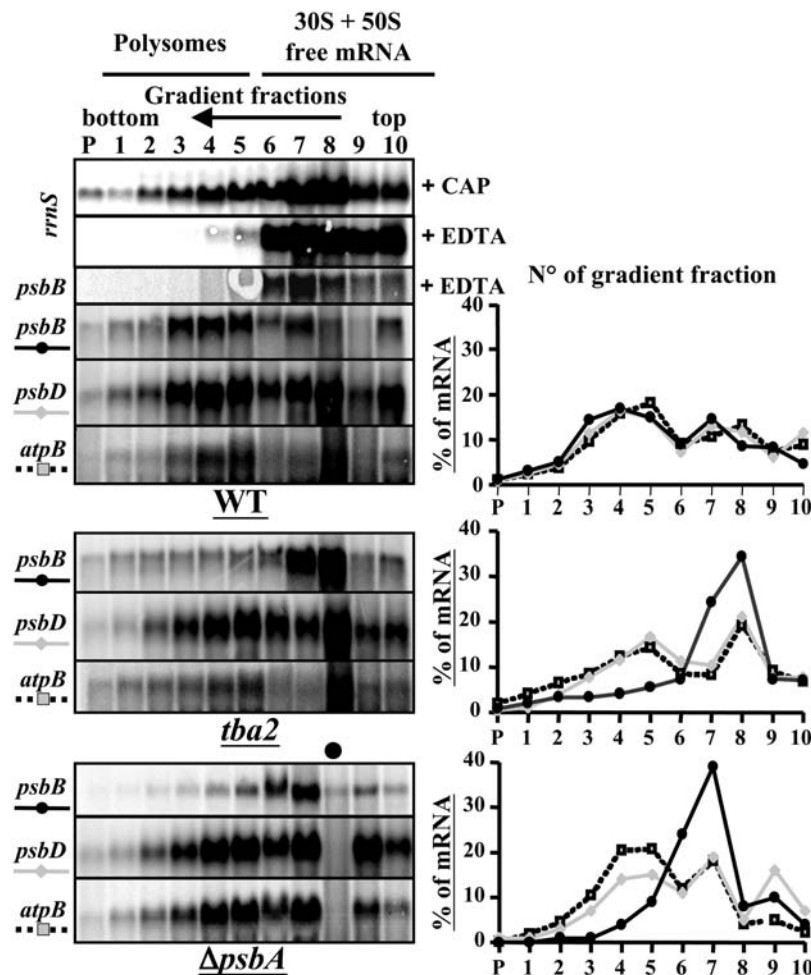 30S + 50S
Polysomes free mRNA
Gradient fractions
bottom top
P 1 2 3 4 5 6 7 8 9 10
rrnS
+ CAP
+ EDTA
psbB + EDTA
psbB
psbD
atpB
WT
N° of gradient fraction
% of mRNA
40
30
20
10
0
P 1 2 3 4 5 6 7 8 9 10
psbB
psbD
atpB
tba2
% of mRNA
40
30
20
10
0
P 1 2 3 4 5 6 7 8 9 10
psbB
psbD
atpB
ΔpsbA
% of mRNA
40
30
20
10
0
P 1 2 3 4 5 6 7 8 9 10